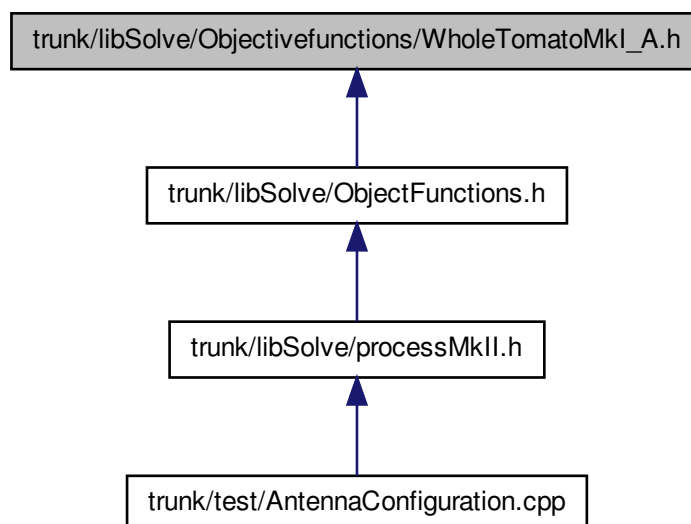 trunk/libSolve/Objectivefunctions/WholeTomatoMkI_A.h
trunk/libSolve/ObjectFunctions.h
trunk/libSolve/processMkII.h
trunk/test/AntennaConfiguration.cpp